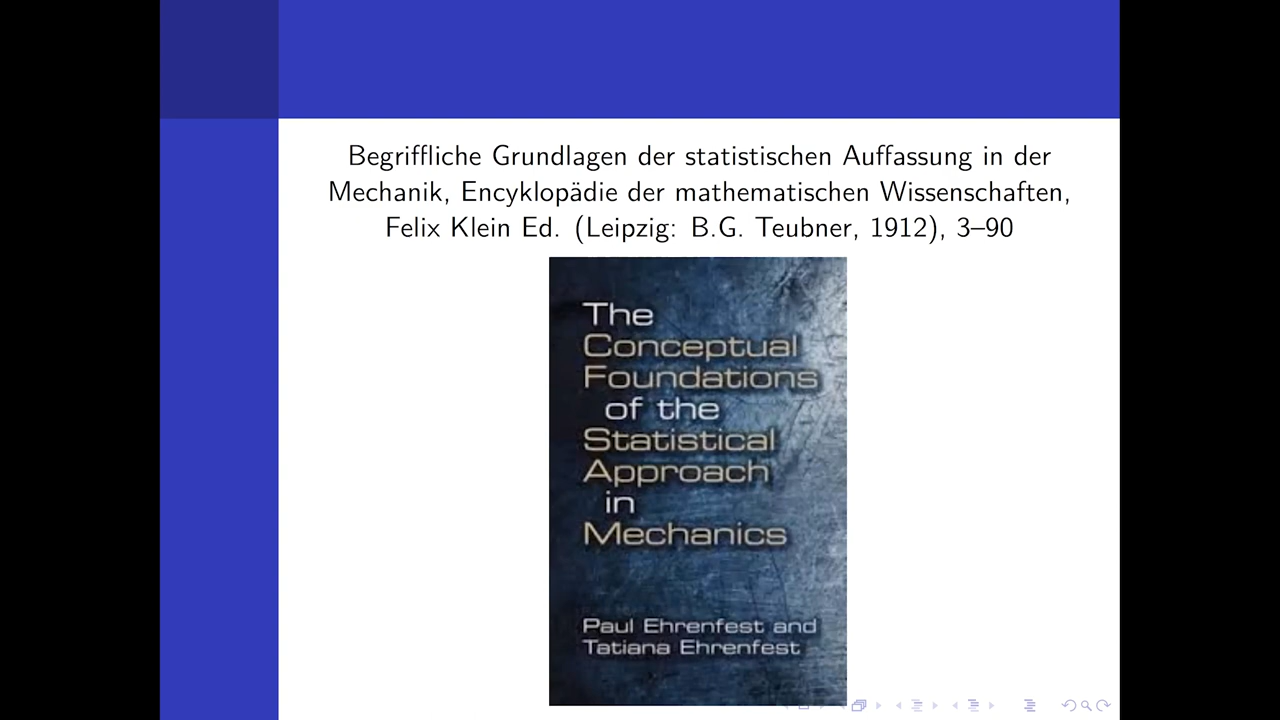 Begriffliche Grundlagen der statistischen Auffassung in der
Mechanik, Encyklopädie der mathematischen Wissenschaften,
Felix Klein Ed. (Leipzig: B.G. Teubner, 1912), 3–90
The
Conceptual
Foundations
of the
Statistical
Approach
in
Mechanics
Paul Ehrenfest and
Tatiana Ehrenfest